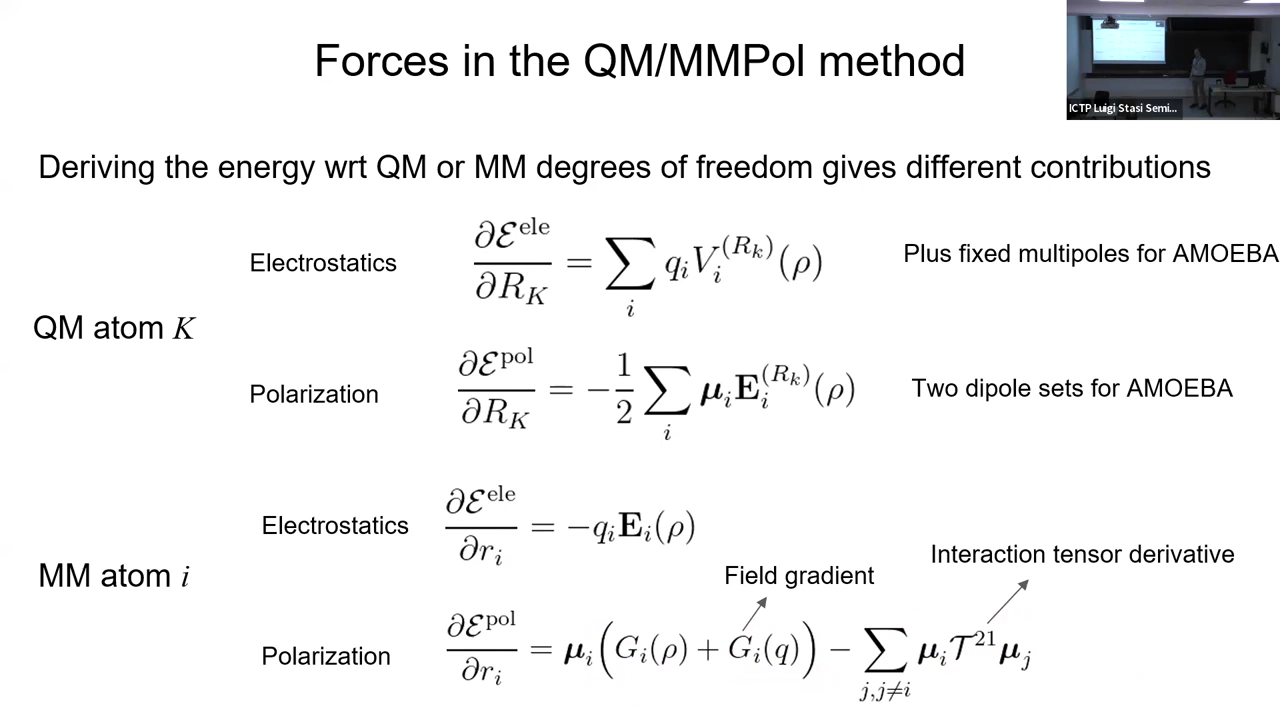 Forces in the QM/MMPol method
ICTP Luigi Stasi Semi...
Deriving the energy wrt QM or MM degrees of freedom gives different contributions
QM atom K
Electrostatics
∂ℰ^ele/∂R_K = ∑_i q_i V_i^(R_k)(ρ)
Plus fixed multipoles for AMOEBA
Polarization
∂ℰ^pol/∂R_K = −1/2 ∑_i μ_i E_i^(R_k)(ρ)
Two dipole sets for AMOEBA
MM atom i
Electrostatics
∂ℰ^ele/∂r_i = −q_i E_i(ρ)
Field gradient
Interaction tensor derivative
Polarization
∂ℰ^pol/∂r_i = μ_i(G_i(ρ) + G_i(q)) − ∑_{j,j≠i} μ_i 𝒯^21 μ_j